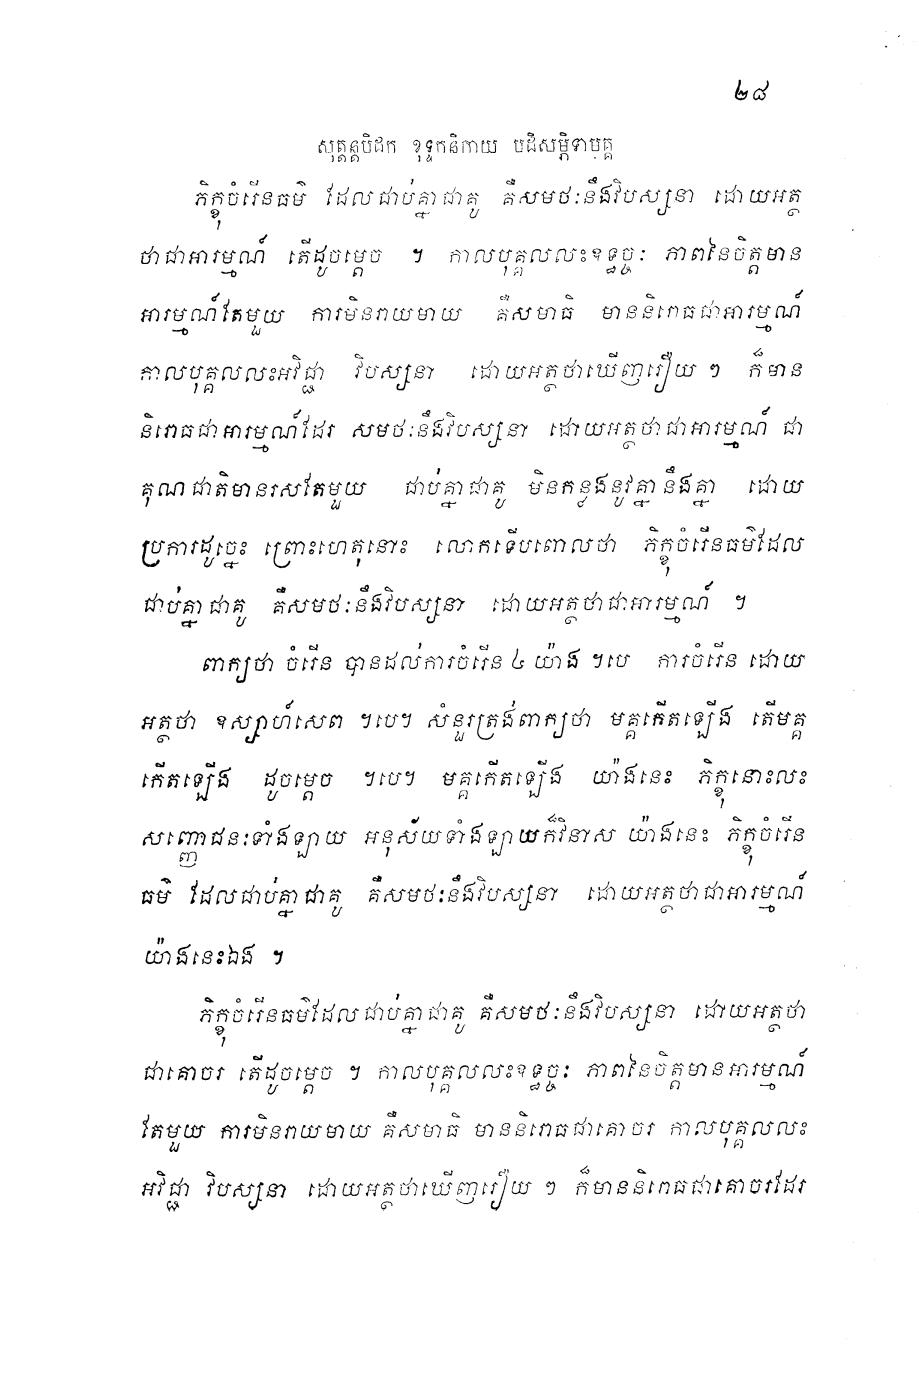 ២៨
សុត្តន្តបិដក ខុទ្ទកនិកាយ បដិសម្ភិទាមគ្គ
ភិក្ខុចំរើនធម៌ ដែលជាប់គ្នាជាគូ គឺសមថៈនឹងវិបស្សនា ដោយអត្ថ
ថាជាអារម្មណ៍ តើដូចម្ដេច ។ កាលបុគ្គលលះឧទ្ធច្ចៈ ភាពនៃចិត្តមាន
អារម្មណ៍តែមួយ ការមិនរាយមាយ គឺសមាធិ មាននិរោធជាអារម្មណ៍
កាលបុគ្គលលះអវិជ្ជា វិបស្សនា ដោយអត្ថថាឃើញរឿយ ៗ ក៏មាន
និរោធជាអារម្មណ៍ដែរ សមថៈនឹងវិបស្សនា ដោយអត្ថថាជាអារម្មណ៍ ជា
គុណជាតិមានរសតែមួយ ជាប់គ្នាជាគូ មិនកន្លងនូវគ្នានឹងគ្នា ដោយ
ប្រការដូច្នេះ ព្រោះហេតុនោះ លោកទើបពោលថា ភិក្ខុចំរើនធម៌ដែល
ជាប់គ្នាជាគូ គឺសមថៈនឹងវិបស្សនា ដោយអត្ថថាជាអារម្មណ៍ ។
ពាក្យថា ចំរើន បានដល់ការចំរើន ៤ យ៉ាង ។បេ ការចំរើន ដោយ
អត្ថថា ឧស្សាហ៍សេព ។បេ។ សំនួរត្រង់ពាក្យថា មគ្គកើតឡើង តើមគ្គ
កើតឡើង ដូចម្ដេច ។បេ។ មគ្គកើតឡើង យ៉ាងនេះ ភិក្ខុនោះលះ
សញ្ញោជនៈទាំងឡាយ អនុស័យទាំងឡាយក៏វិនាស យ៉ាងនេះ ភិក្ខុចំរើន
ធម៌ ដែលជាប់គ្នាជាគូ គឺសមថៈនឹងវិបស្សនា ដោយអត្ថថាជាអារម្មណ៍
យ៉ាងនេះឯង ។
ភិក្ខុចំរើនធម៌ដែលជាប់គ្នាជាគូ គឺសមថៈនឹងវិបស្សនា ដោយអត្ថថា
ជាគោចរ តើដូចម្ដេច ។ កាលបុគ្គលលះឧទ្ធច្ចៈ ភាពនៃចិត្តមានអារម្មណ៍
តែមួយ ការមិនរាយមាយ គឺសមាធិ មាននិរោធជាគោចរ កាលបុគ្គលលះ
អវិជ្ជា វិបស្សនា ដោយអត្ថថាឃើញរឿយ ៗ ក៏មាននិរោធជាគោចរដែរ